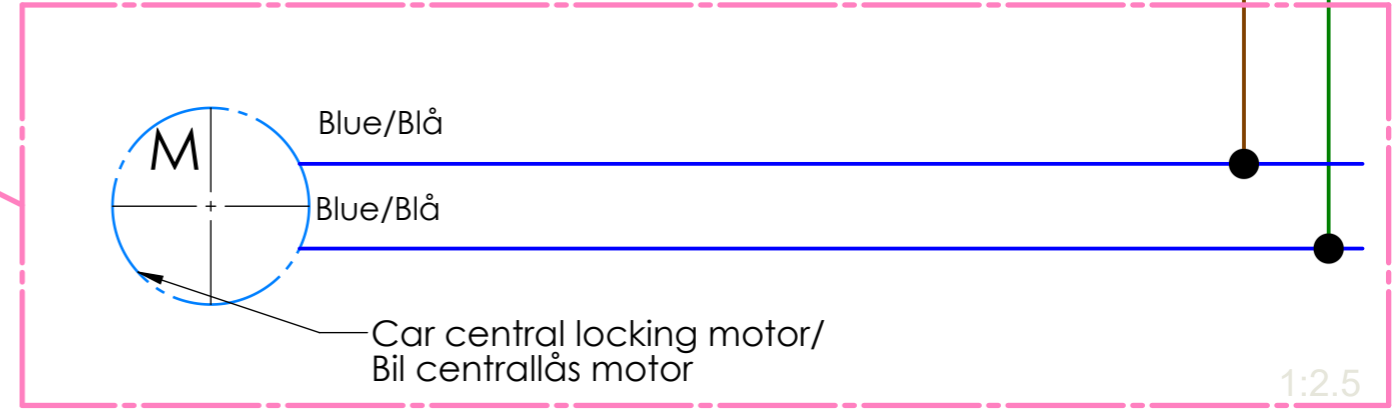 Blue/Blå
M
Blue/Blå
Car central locking motor/
Bil centrallås motor
1:2.5